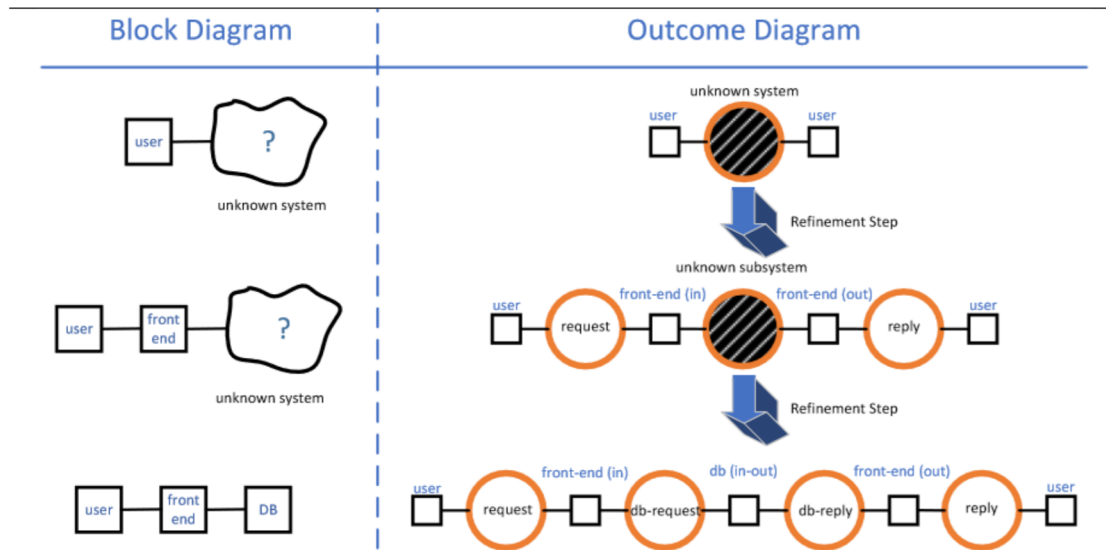 Block Diagram
Outcome Diagram
unknown system
user
user
user
?
unknown system
Refinement Step
unknown subsystem
user
front-end (in)
front-end (out)
user
request
reply
user
front
end
?
unknown system
Refinement Step
user
front-end (in)
db (in-out)
front-end (out)
user
request
db-request
db-reply
reply
user
front
end
DB